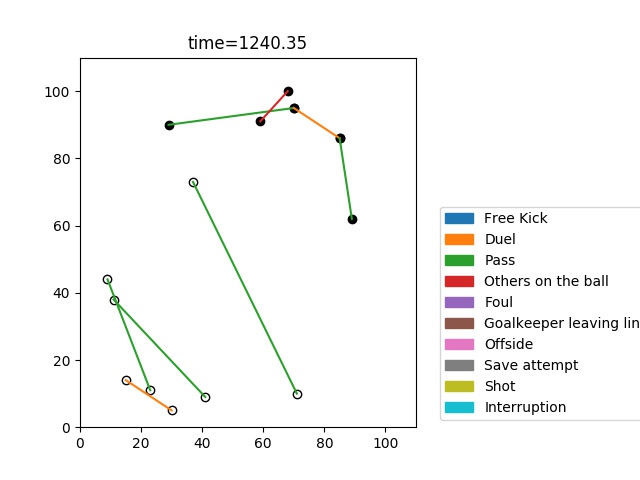 time=1240.35
100
80
60
40
20
0
0 20 40 60 80 100
Free Kick
Duel
Pass
Others on the ball
Foul
Goalkeeper leaving lin
Offside
Save attempt
Shot
Interruption